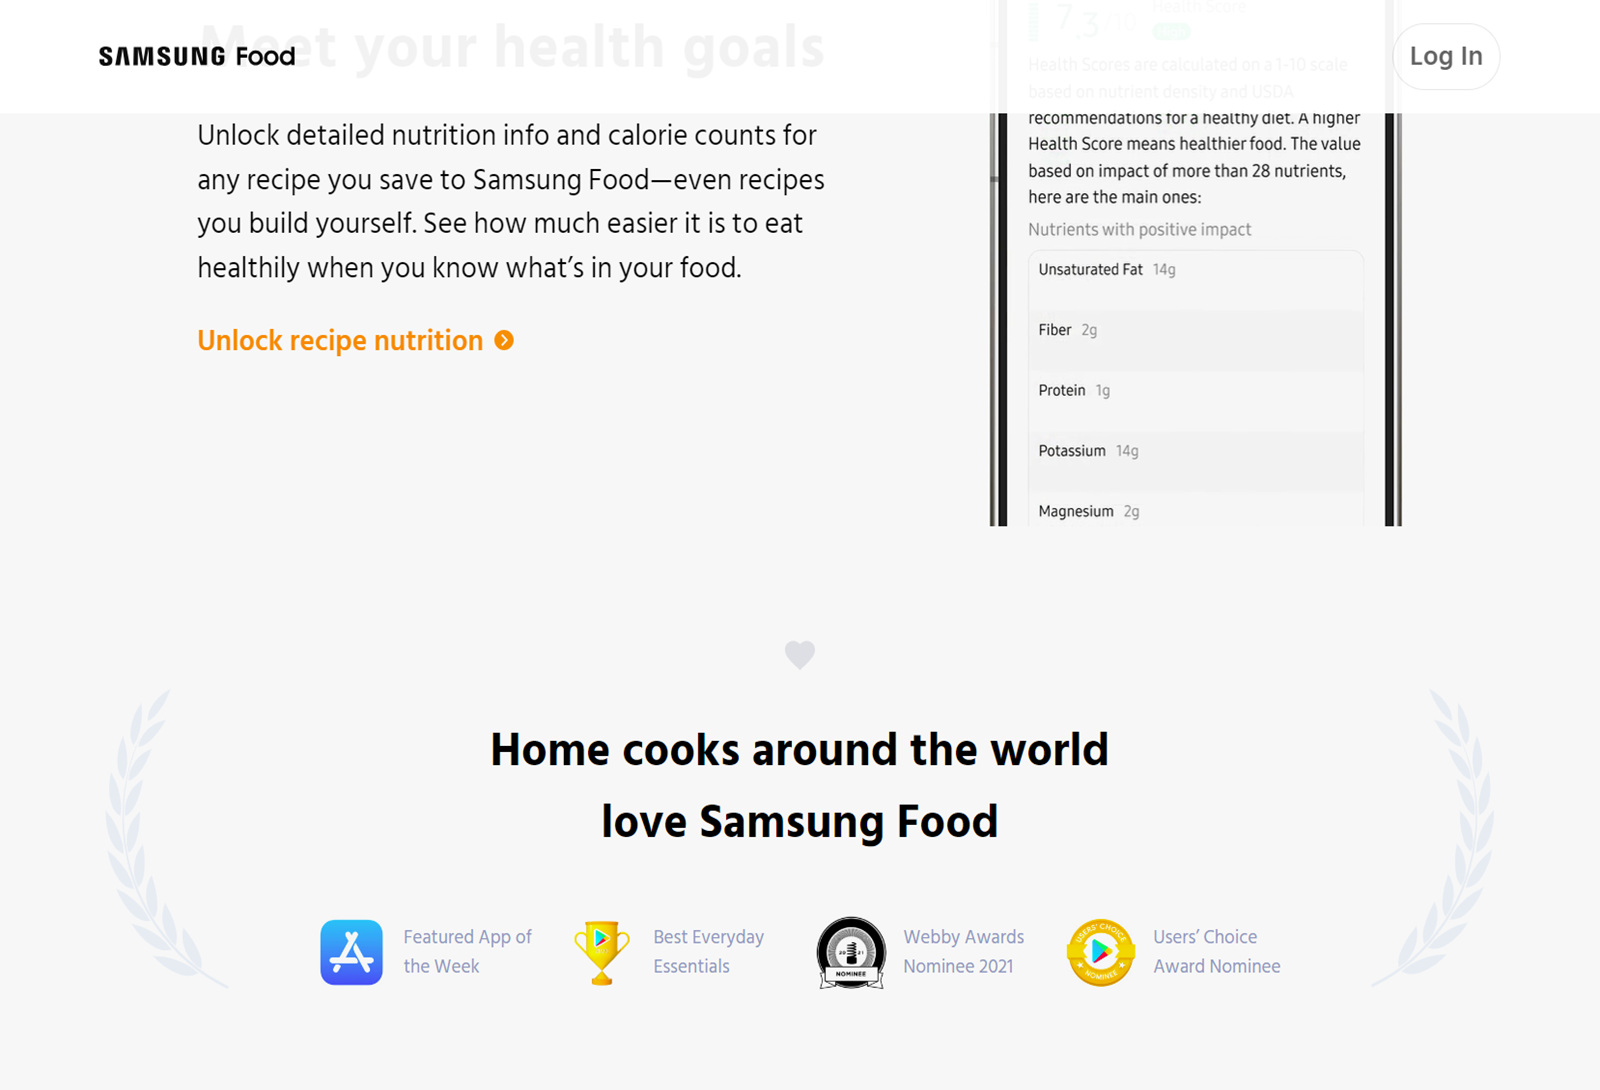 Meet your health goals
SAMSUNG Food
Log In
Unlock detailed nutrition info and calorie counts for
any recipe you save to Samsung Food—even recipes
you build yourself. See how much easier it is to eat
healthily when you know what’s in your food.
Unlock recipe nutrition
7.3/10
Health Score
Health Scores are calculated on a 1-10 scale
based on nutrient density and USDA
recommendations for a healthy diet. A higher
Health Score means healthier food. The value
based on impact of more than 28 nutrients,
here are the main ones:
Nutrients with positive impact
Unsaturated Fat 14g
Fiber 2g
Protein 1g
Potassium 14g
Magnesium 2g
Home cooks around the world
love Samsung Food
Featured App of
the Week
Best Everyday
Essentials
20 21
NOMINEE
Webby Awards
Nominee 2021
USERS' CHOICE
NOMINEE
Users’ Choice
Award Nominee